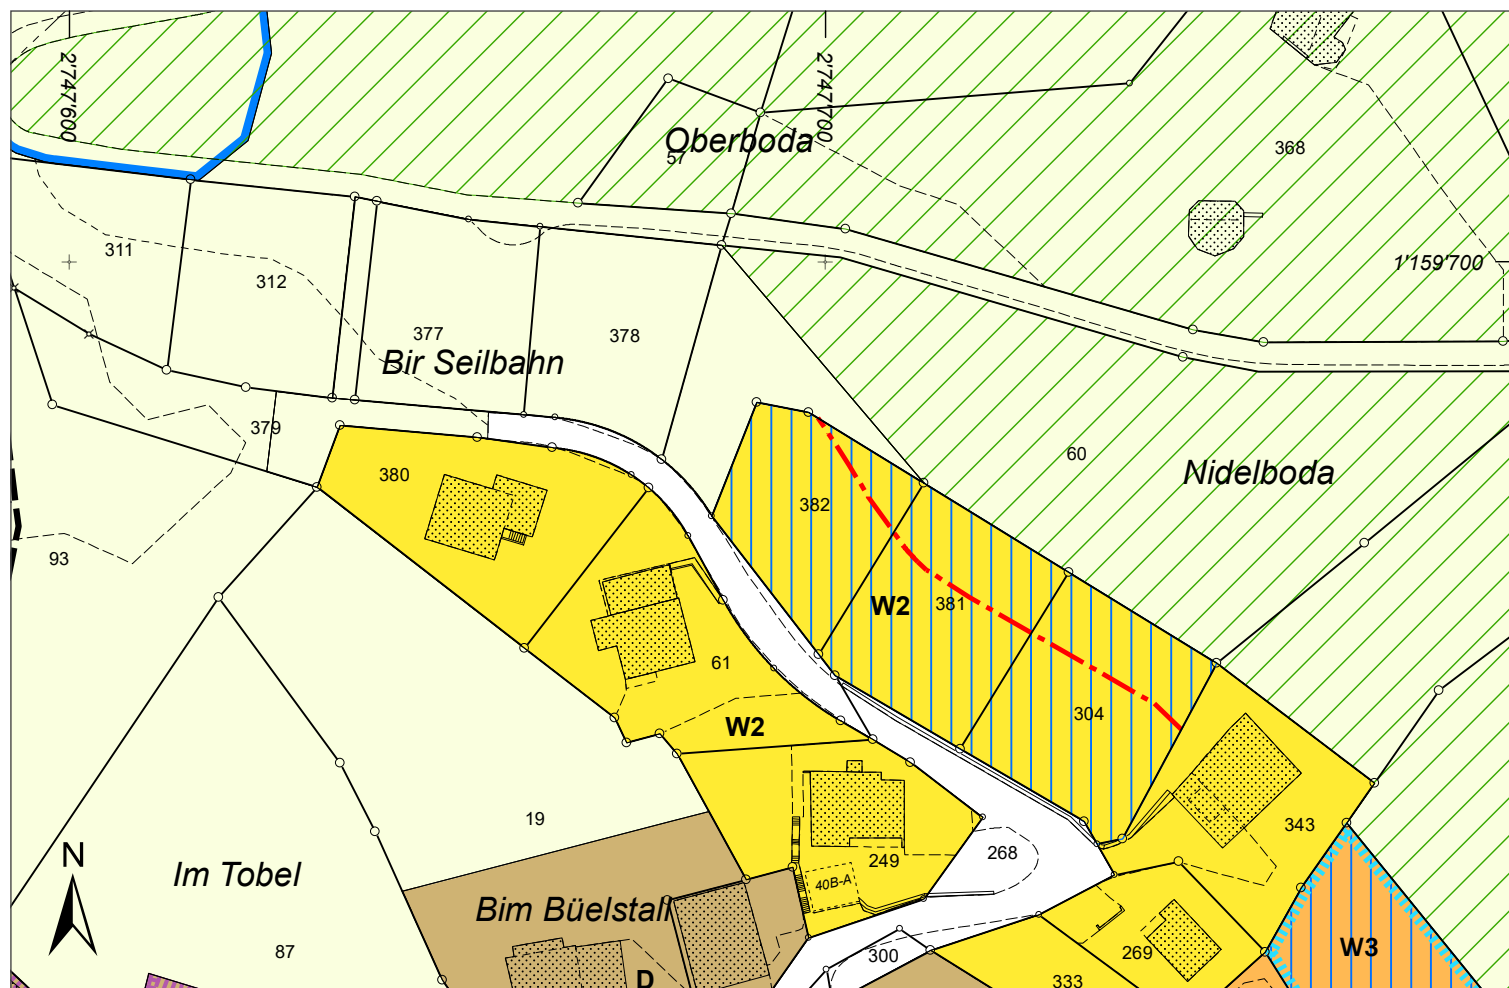 2'747'600
2'747'700
Oberboda
57
368
311
312
1'159'700
377
378
Bir Seilbahn
379
380
382
60
Nidelboda
93
W2
381
61
304
W2
19
343
268
249
40B-A
N
Im Tobel
Bim Büelstall
87
300
269
W3
D
333